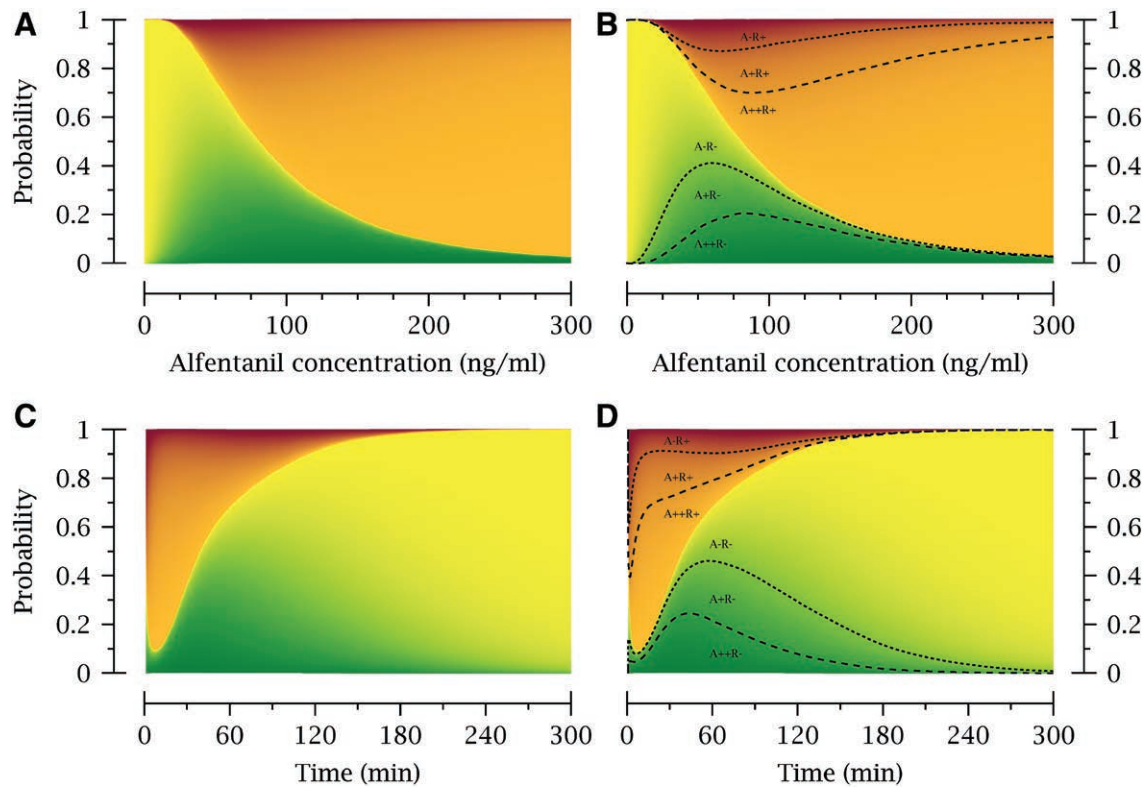 A
B
Probability
1
0.8
0.6
0.4
0.2
0
A-R+
A+R+
A++R+
A-R-
A+R-
A++R-
1
0.8
0.6
0.4
0.2
0
0 100 200 300
Alfentanil concentration (ng/ml)
0 100 200 300
Alfentanil concentration (ng/ml)
C
D
Probability
1
0.8
0.6
0.4
0.2
0
A-R+
A+R+
A++R+
A-R-
A+R-
A++R-
1
0.8
0.6
0.4
0.2
0
0 60 120 180 240 300
Time (min)
0 60 120 180 240 300
Time (min)